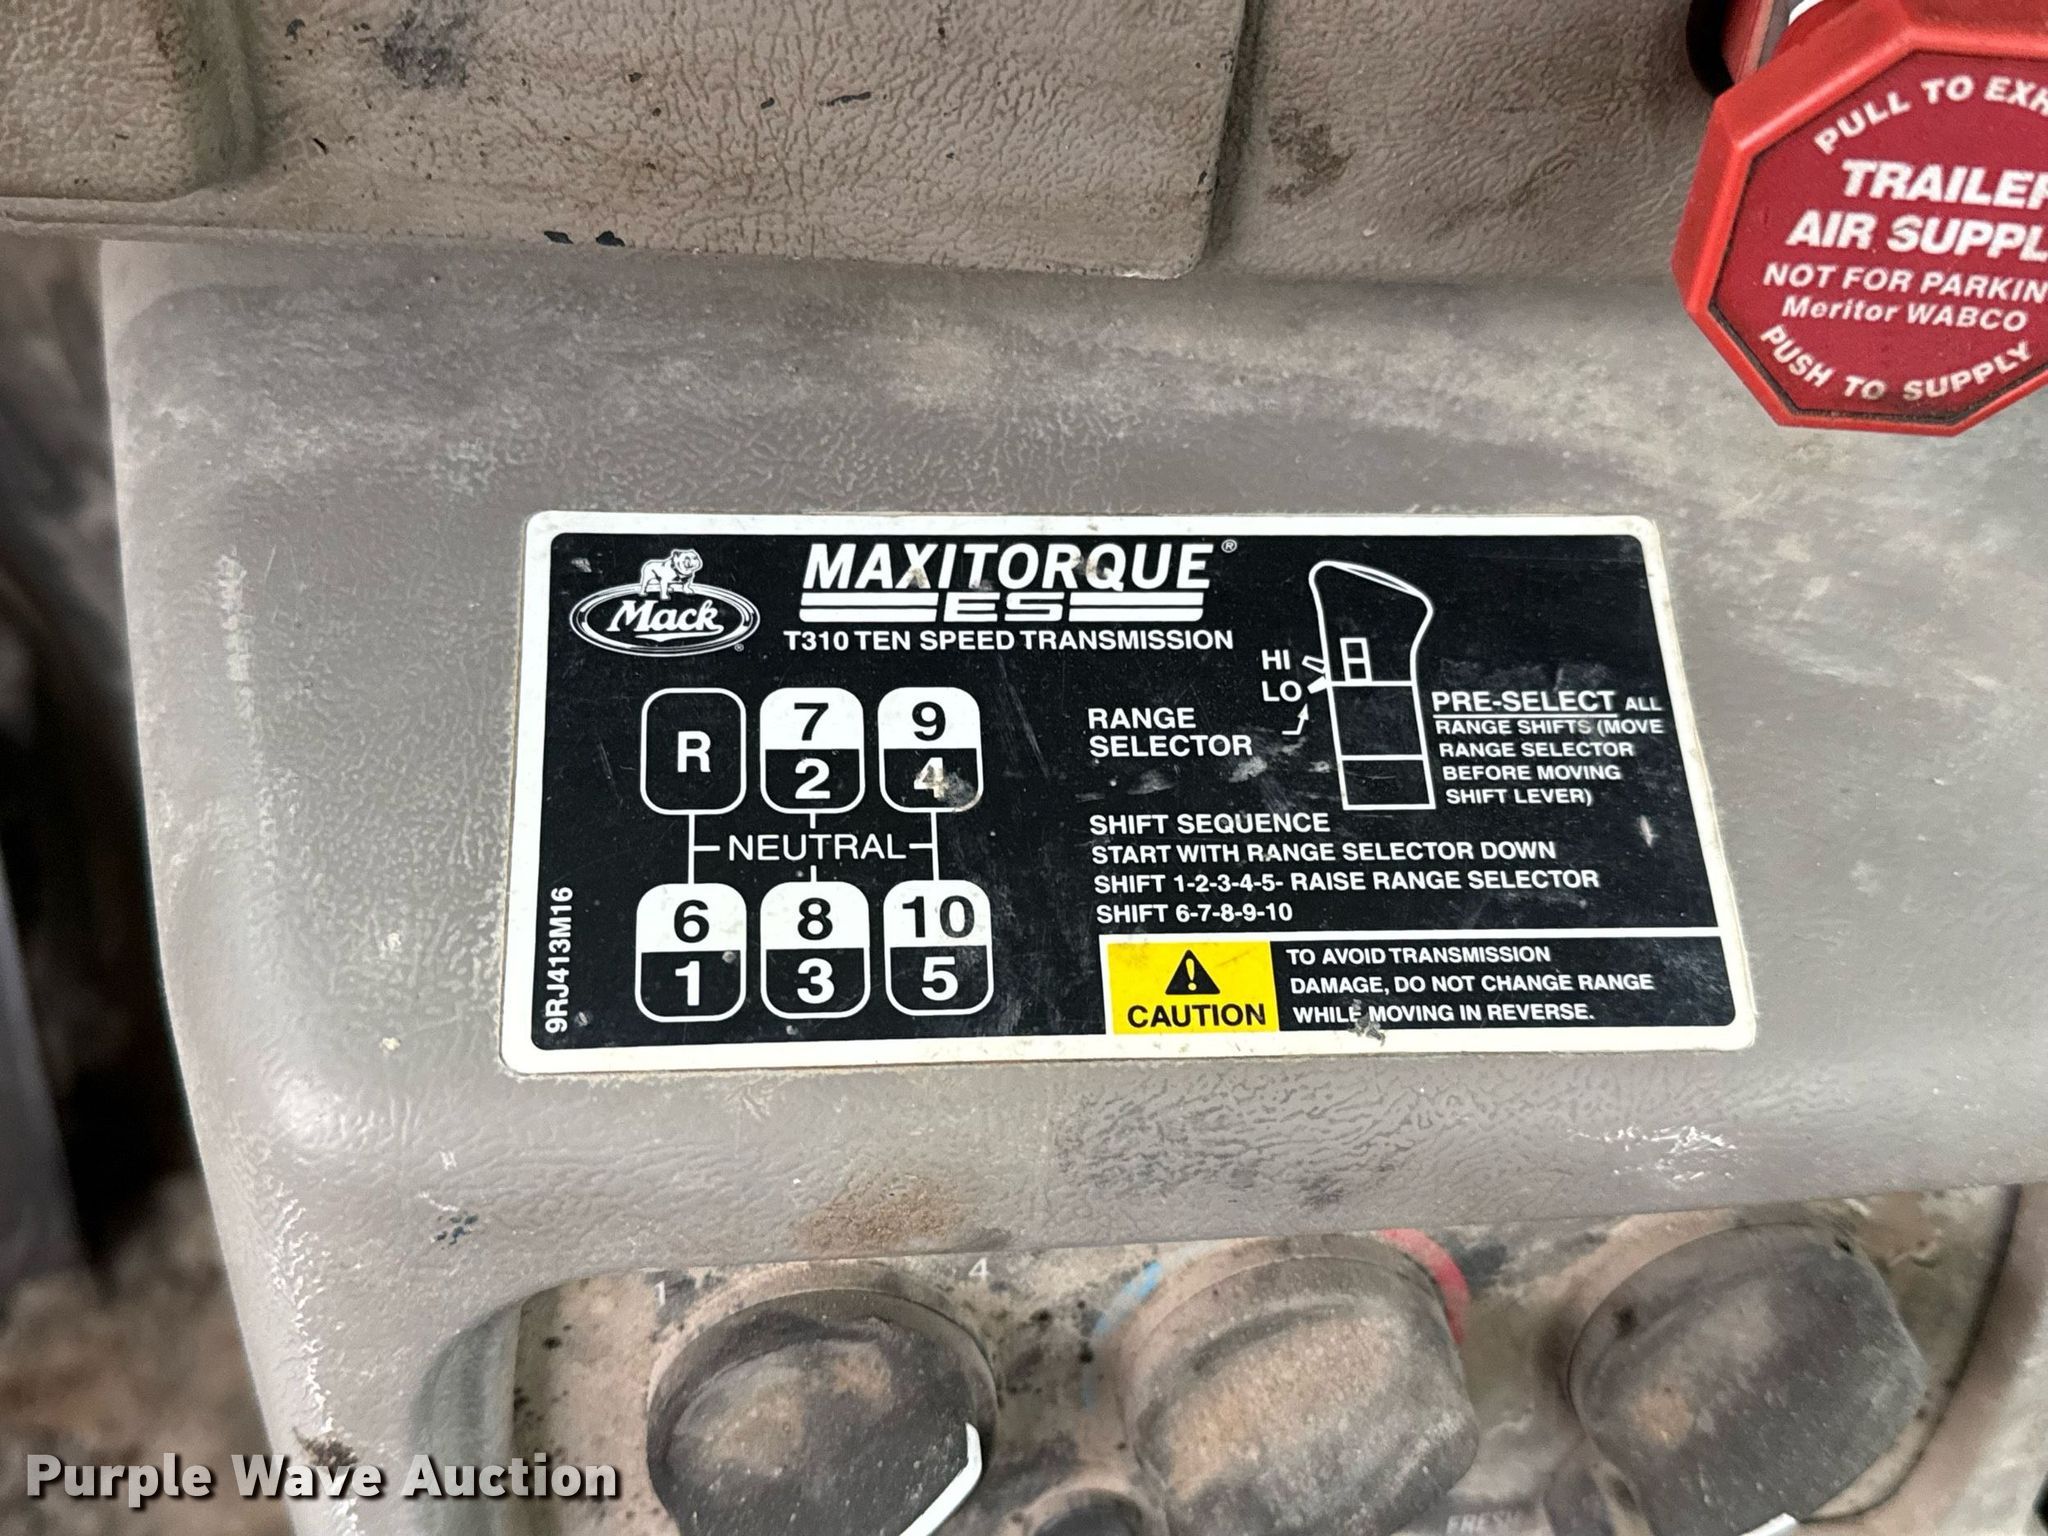 PULL TO
TRAILER
AIR SUPPLY
NOT FOR PARKIN
Meritor WABCO
PUSH TO SUPPLY
Mack®
MAXITORQUE®
ES
T310 TEN SPEED TRANSMISSION
R 7 9
2 4
NEUTRAL
6 8 10
1 3 5
9RJ413M16
HI
LO
RANGE
SELECTOR
PRE-SELECT ALL
RANGE SHIFTS (MOVE
RANGE SELECTOR
BEFORE MOVING
SHIFT LEVER)
SHIFT SEQUENCE
START WITH RANGE SELECTOR DOWN
SHIFT 1-2-3-4-5- RAISE RANGE SELECTOR
SHIFT 6-7-8-9-10
CAUTION
TO AVOID TRANSMISSION
DAMAGE, DO NOT CHANGE RANGE
WHILE MOVING IN REVERSE.
1 4
FRESH
Purple Wave Auction